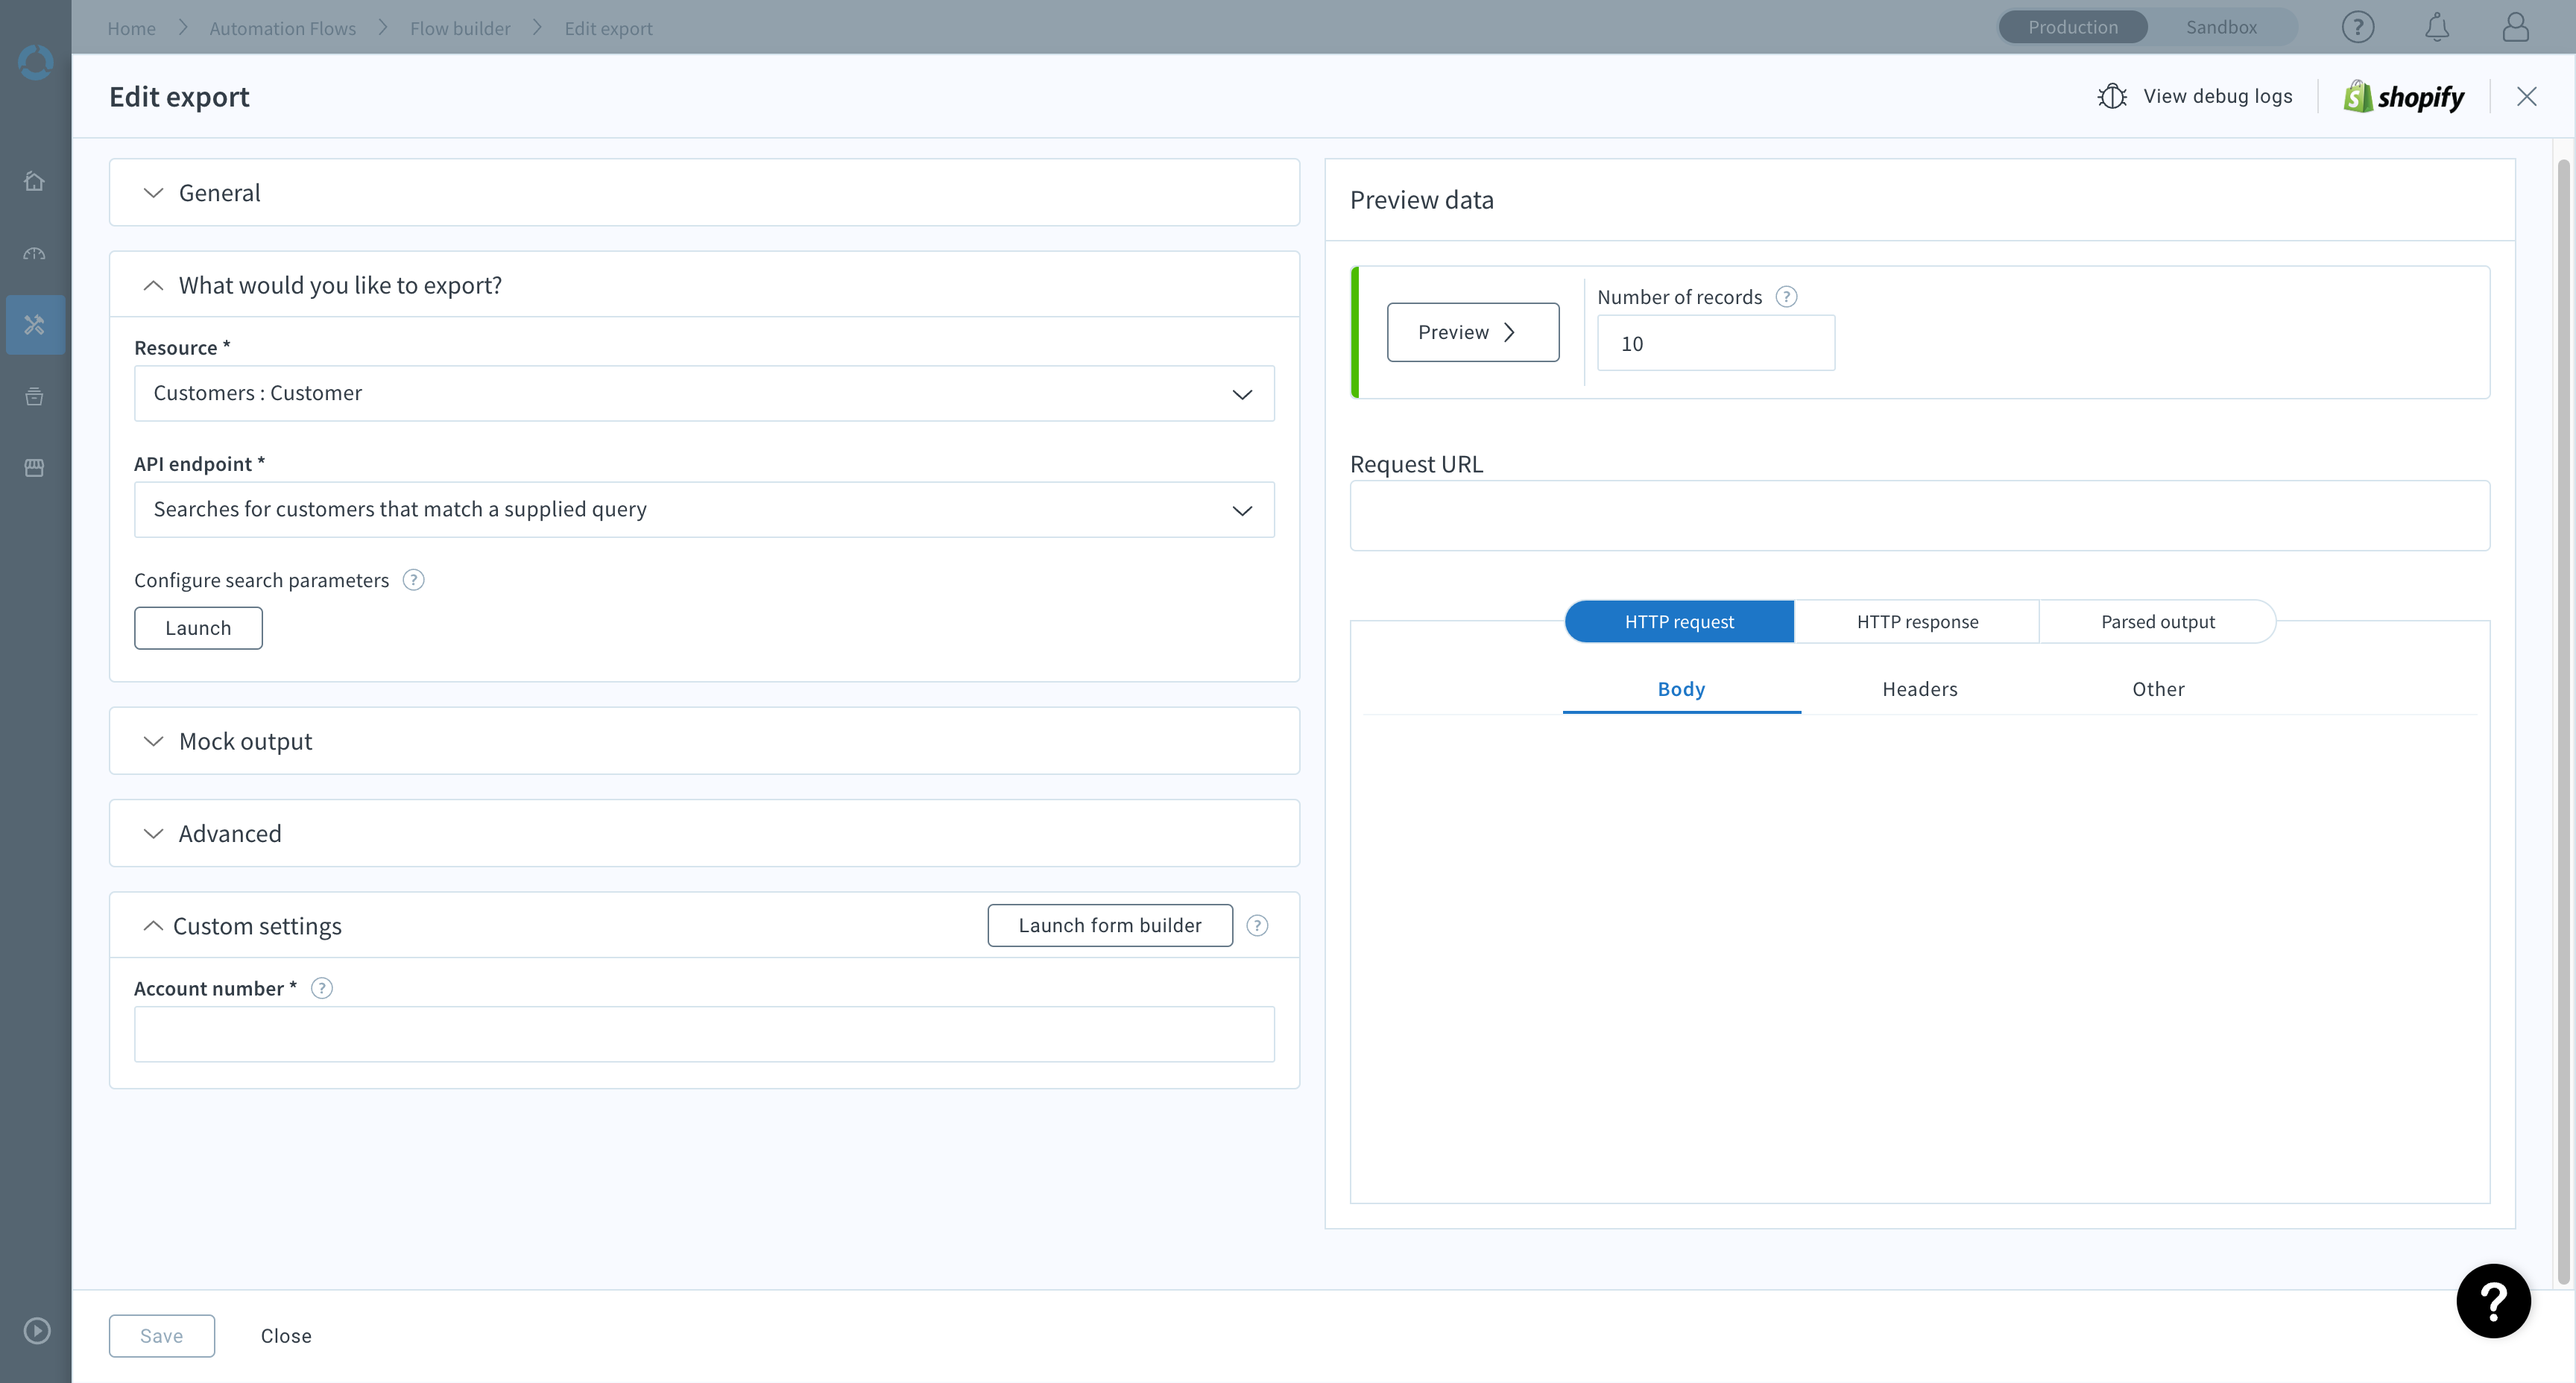 Home
Automation Flows
Flow builder
Edit export
Production
Sandbox
Edit export
View debug logs
shopify
General
What would you like to export?
Resource *
Customers : Customer
API endpoint *
Searches for customers that match a supplied query
Configure search parameters ?
Launch
Mock output
Advanced
Custom settings
Launch form builder ?
Account number * ?
Preview data
Preview
Number of records ?
10
Request URL
HTTP request
HTTP response
Parsed output
Body
Headers
Other
Save
Close
?